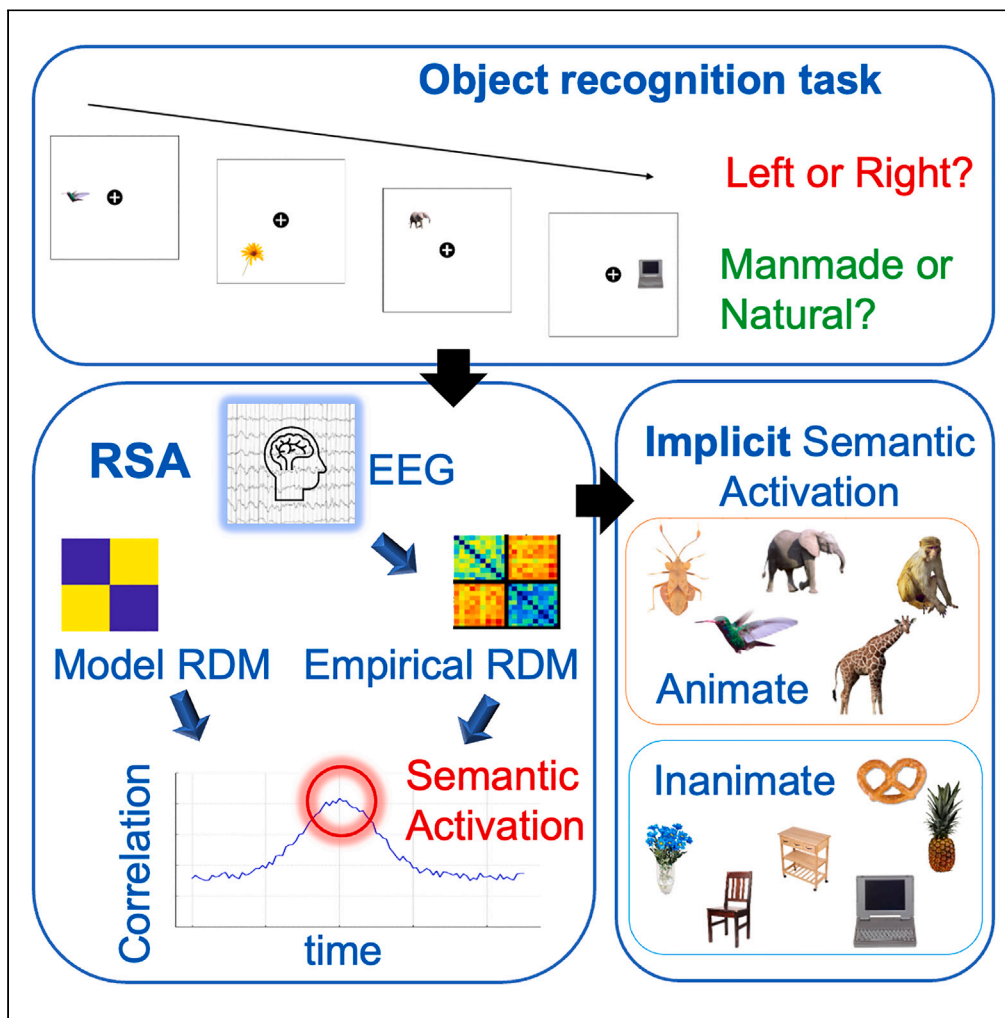 Object recognition task
Left or Right?
Manmade or
Natural?
RSA
EEG
Model RDM
Empirical RDM
Semantic
Activation
Correlation
time
Implicit Semantic
Activation
Animate
Inanimate